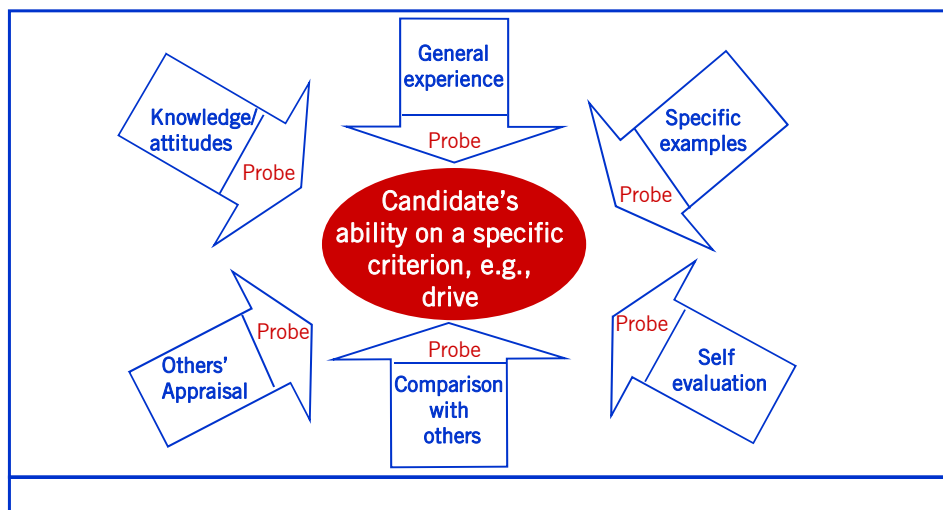 General
experience
Probe
Knowledge/
attitudes
Probe
Specific
examples
Probe
Candidate's
ability on a specific
criterion, e.g.,
drive
Others'
Appraisal
Probe
Probe
Comparison
with
others
Probe
Self
evaluation